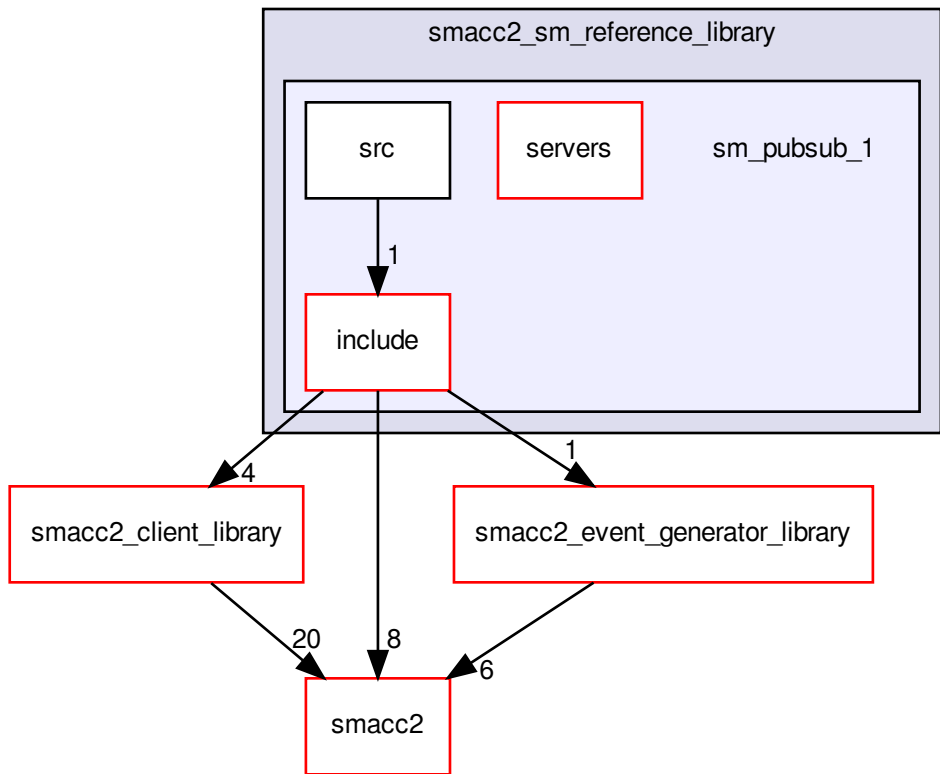 smacc2_sm_reference_library
src
servers
sm_pubsub_1
1
include
4
1
smacc2_client_library
smacc2_event_generator_library
20
8
6
smacc2